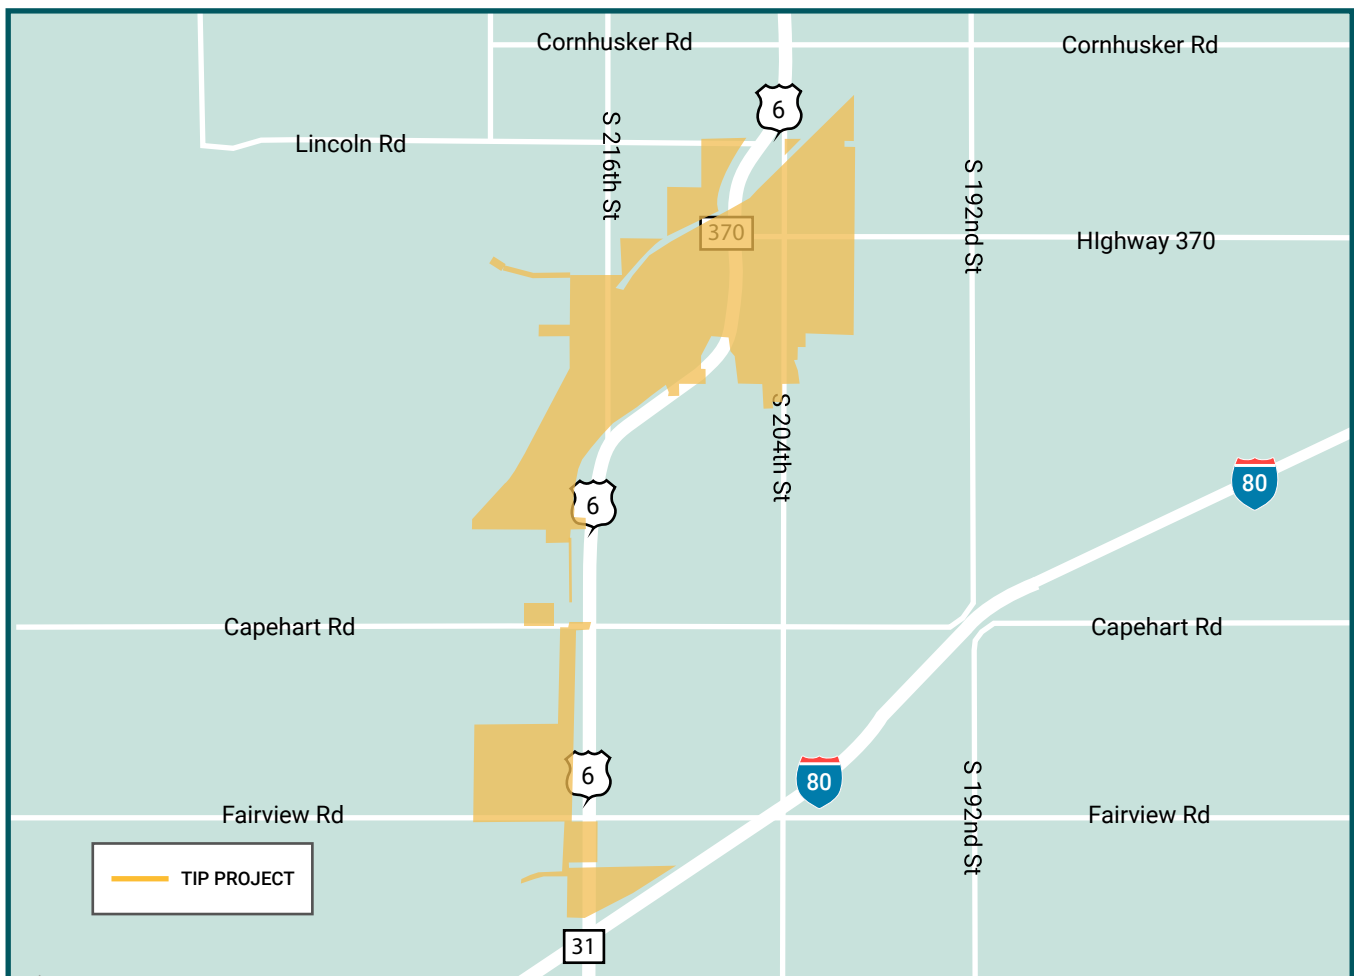 Cornhusker Rd
Cornhusker Rd
6
Lincoln Rd
S 216th St
S 192nd St
370
HIghway 370
S 204th St
80
6
Capehart Rd
Capehart Rd
6
80
S 192nd St
Fairview Rd
Fairview Rd
TIP PROJECT
31